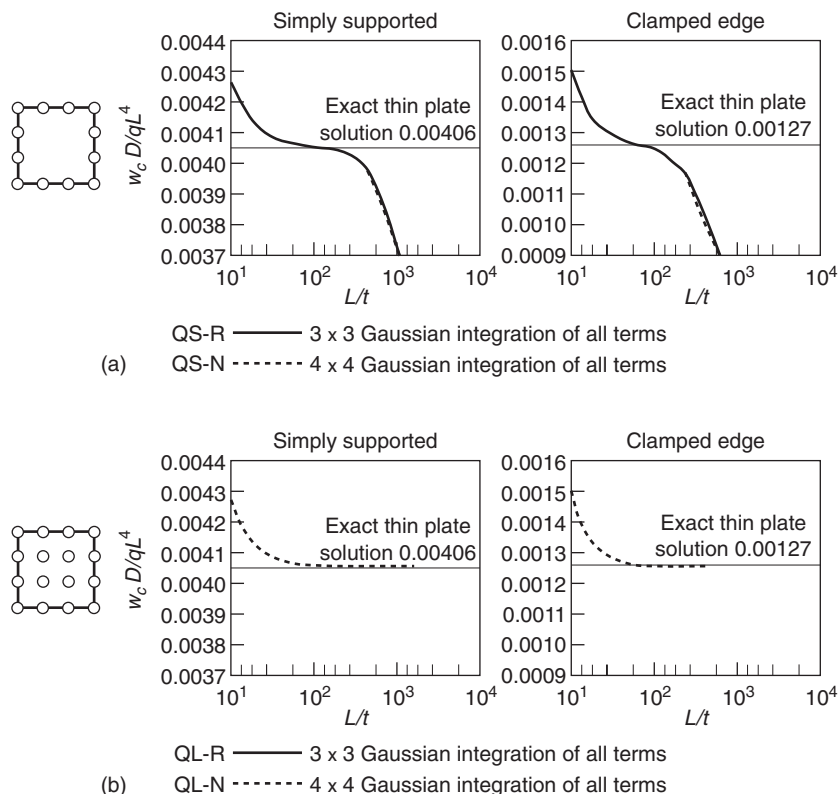 Simply supported
Clamped edge
0.0044
0.0043
0.0042
0.0041
0.0040
0.0039
0.0038
0.0037
w_c D/qL^4
Exact thin plate
solution 0.00406
10^1
10^2
10^3
10^4
L/t
0.0016
0.0015
0.0014
0.0013
0.0012
0.0011
0.0010
0.0009
Exact thin plate
solution 0.00127
10^1
10^2
10^3
10^4
L/t
QS-R 3 x 3 Gaussian integration of all terms
(a) QS-N 4 x 4 Gaussian integration of all terms
Simply supported
Clamped edge
0.0044
0.0043
0.0042
0.0041
0.0040
0.0039
0.0038
0.0037
w_c D/qL^4
Exact thin plate
solution 0.00406
10^1
10^2
10^3
10^4
L/t
0.0016
0.0015
0.0014
0.0013
0.0012
0.0011
0.0010
0.0009
Exact thin plate
solution 0.00127
10^1
10^2
10^3
10^4
L/t
QL-R 3 x 3 Gaussian integration of all terms
(b) QL-N 4 x 4 Gaussian integration of all terms